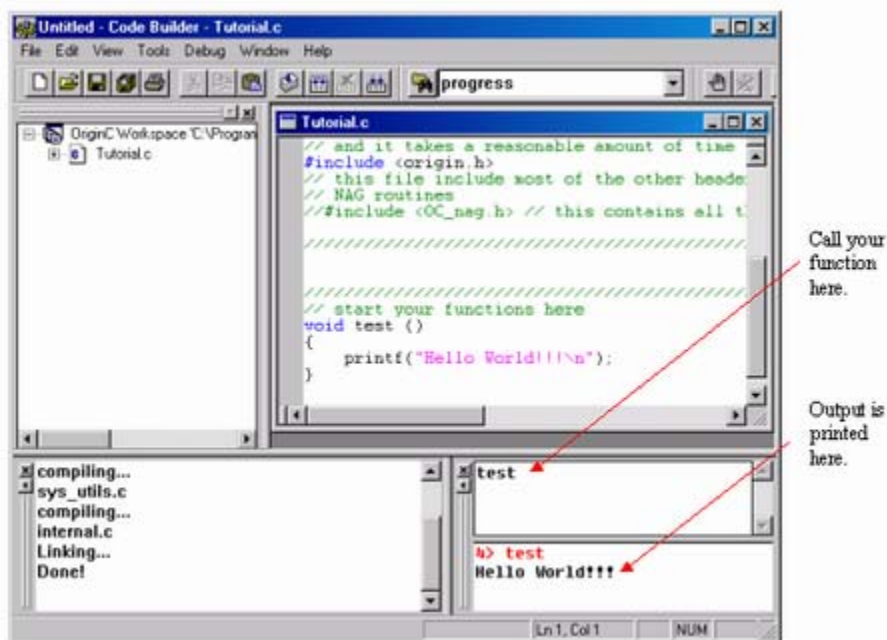 Untitled - Code Builder - Tutorial.c
File Edit View Tools Debug Window Help
progress
OriginC Workspace 'C:\Program
Tutorial.c
Tutorial.c
// and it takes a reasonable amount of time
#include <origin.h>
// this file include most of the other heade
// NAG routines
//#include <OC_nag.h> // this contains all t
////////////////////////////////////////////
////////////////////////////////////////////
// start your functions here
void test ()
{
printf("Hello World!!!\n");
}
Call your
function
here.
Output is
printed
here.
compiling...
sys_utils.c
compiling...
internal.c
Linking...
Done!
test
4> test
Hello World!!!
Ln 1, Col 1 NUM